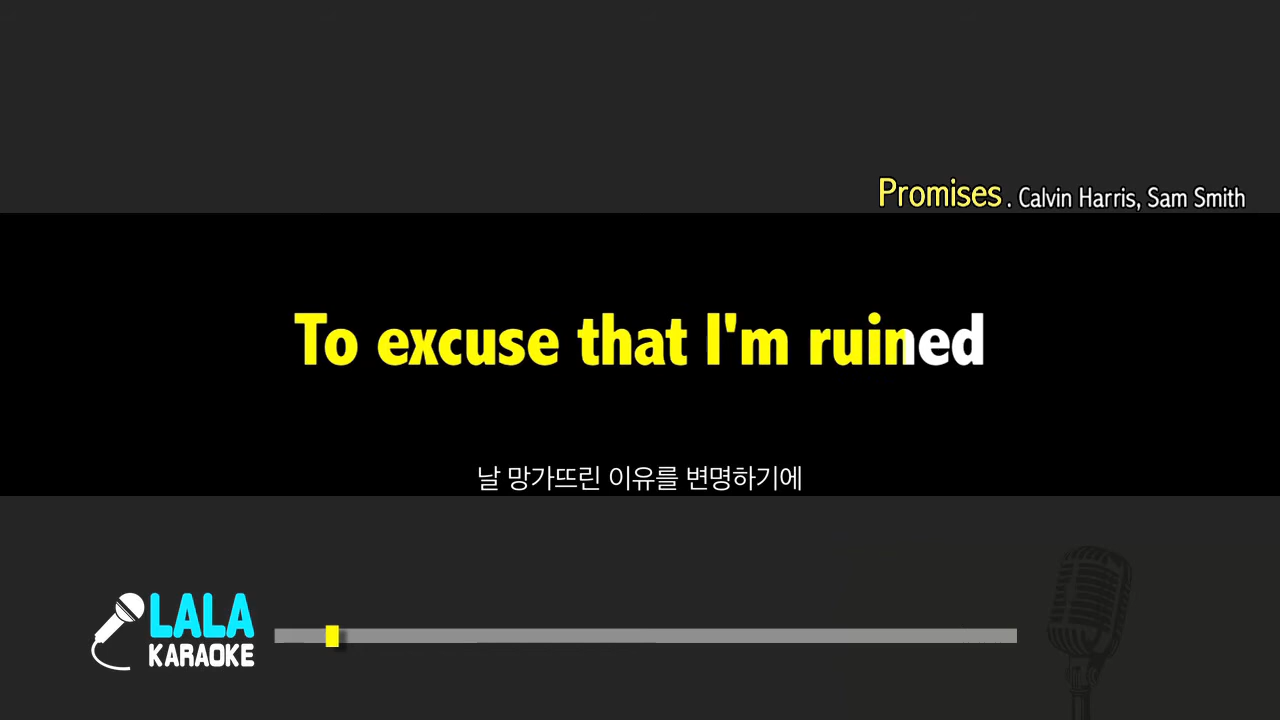 Promises . Calvin Harris, Sam Smith
To excuse that I'm ruined
날 망가뜨린 이유를 변명하기에
LALA
KARAOKE